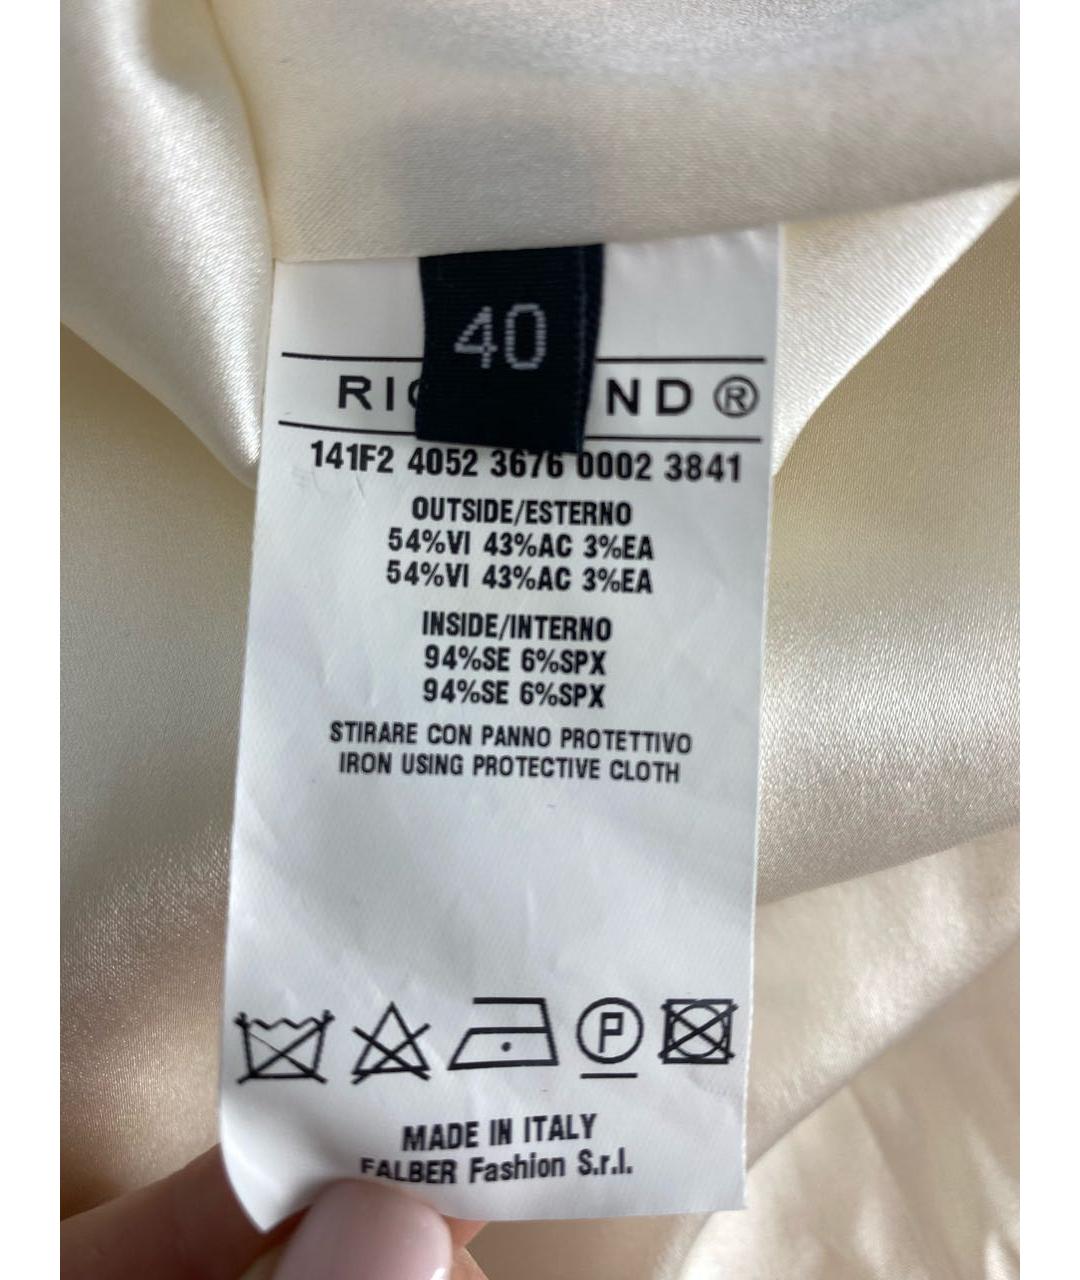 40
ND®
141F2 4052 3676 0002 3841
OUTSIDE/ESTERNO
54%VI 43%AC 3%EA
54%VI 43%AC 3%EA
INSIDE/INTERNO
94%SE 6%SPX
94%SE 6%SPX
STIRARE CON PANNO PROTETTIVO
IRON USING PROTECTIVE CLOTH
P
MADE IN ITALY
FALBER Fashion S.r.l.